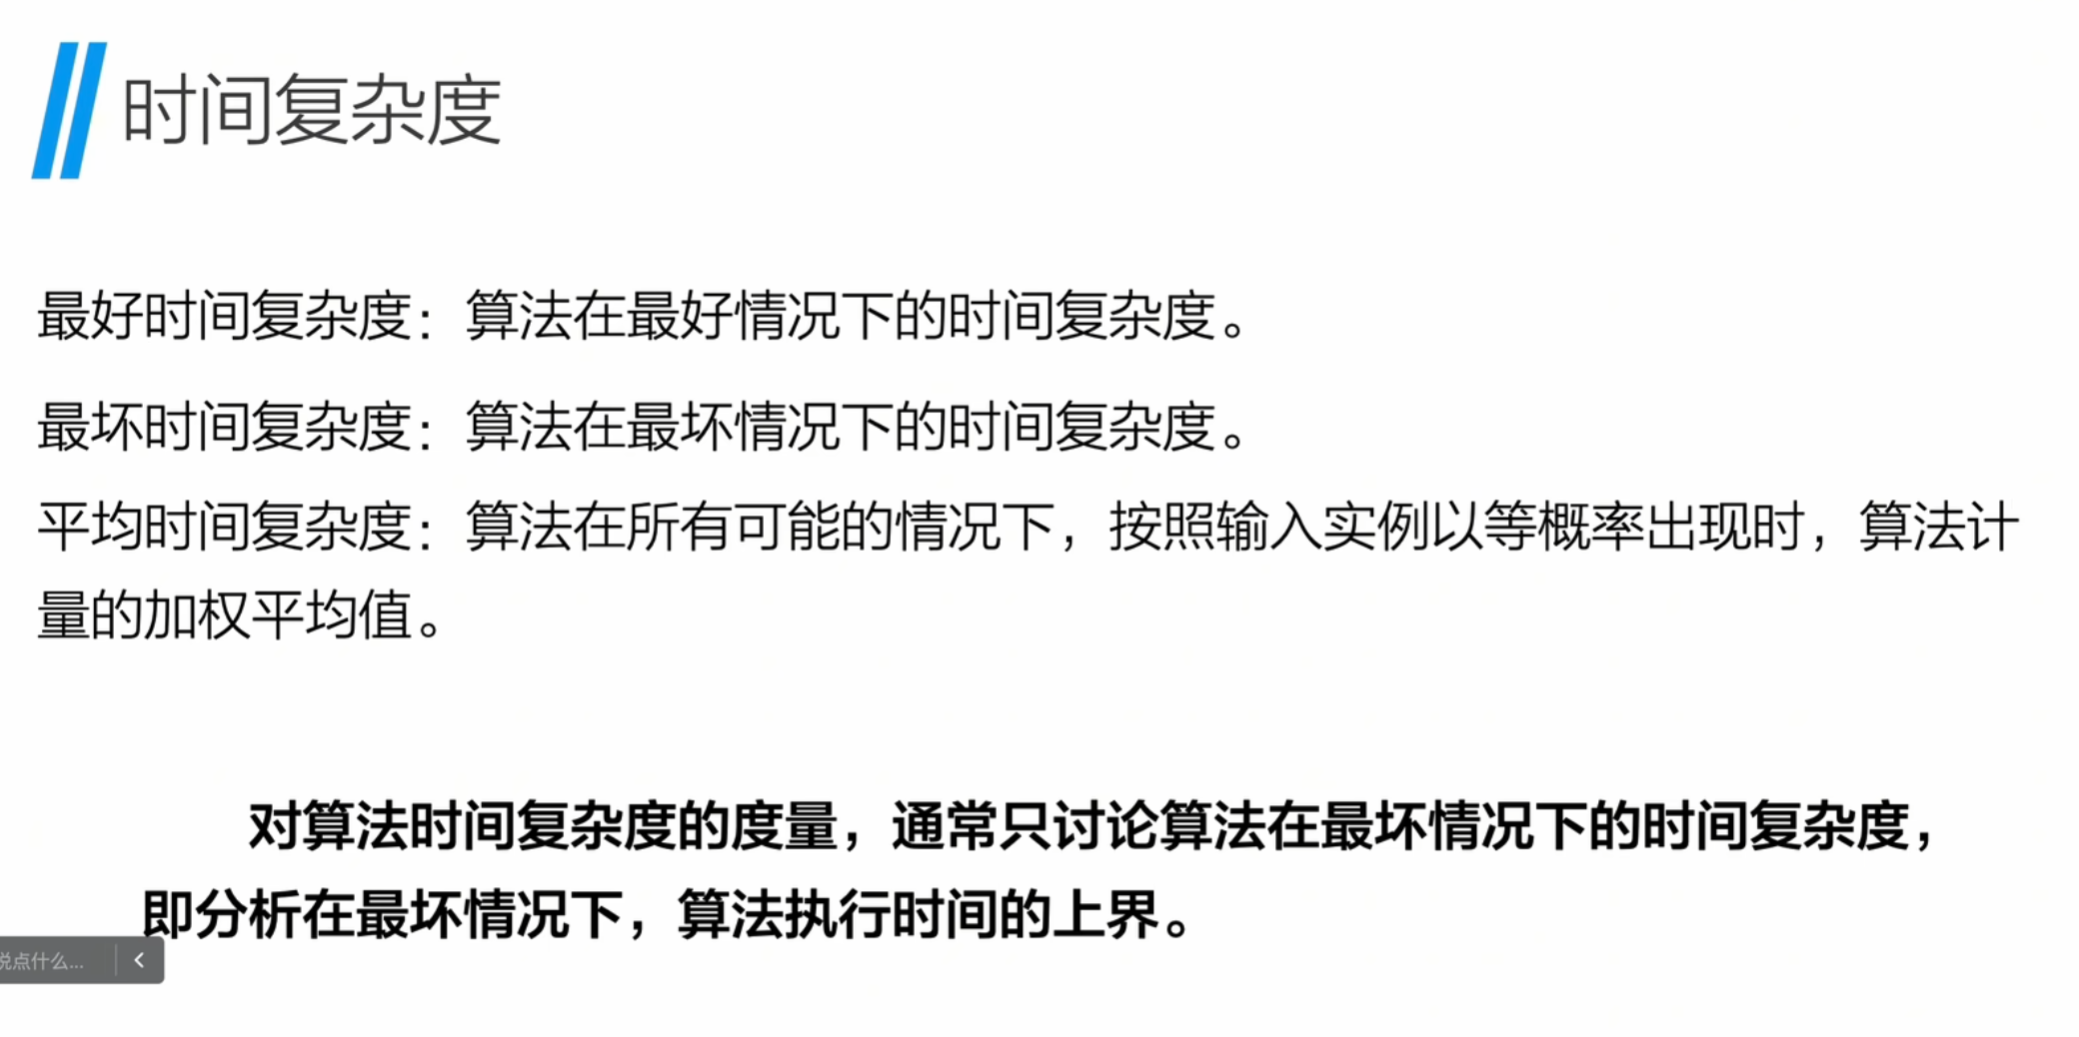 时间复杂度
最好时间复杂度：算法在最好情况下的时间复杂度。
最坏时间复杂度：算法在最坏情况下的时间复杂度。
平均时间复杂度：算法在所有可能的情况下，按照输入实例以等概率出现时，算法计
量的加权平均值。
对算法时间复杂度的度量，通常只讨论算法在最坏情况下的时间复杂度，
即分析在最坏情况下，算法执行时间的上界。
说点什么...